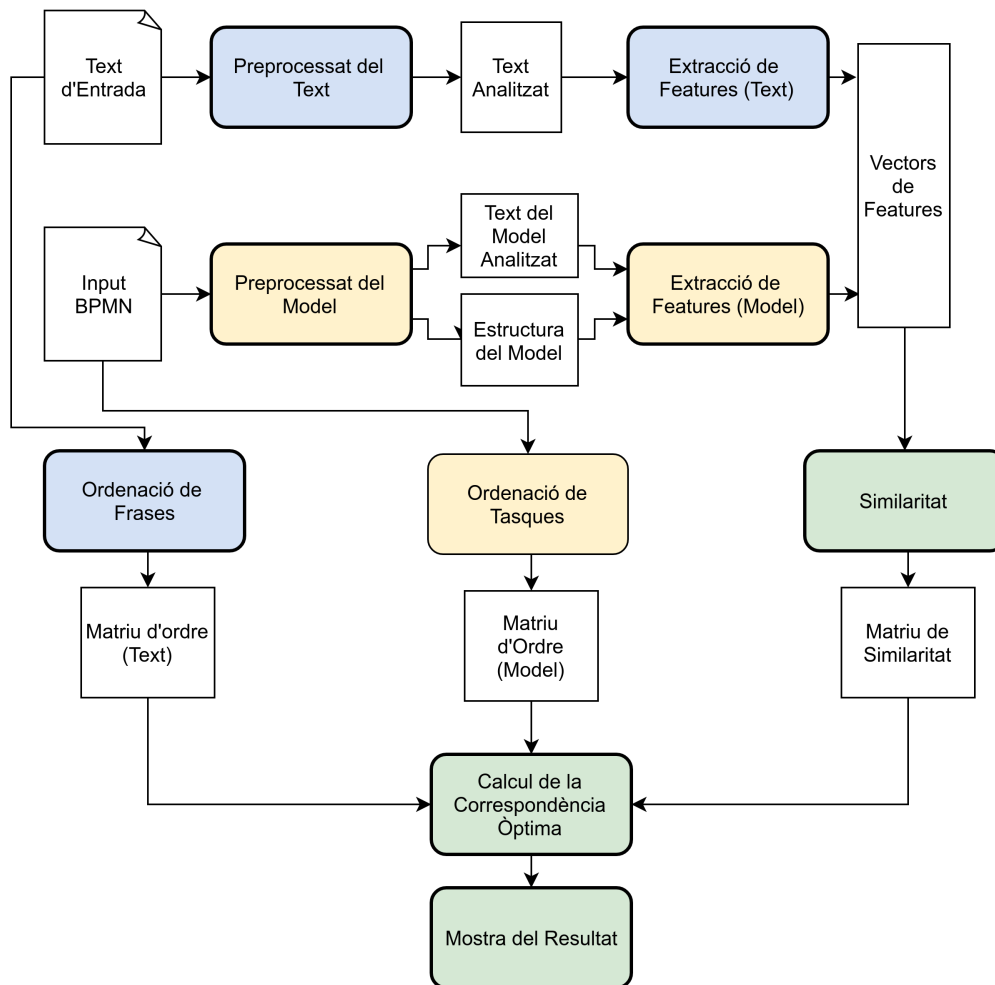 Text
d'Entrada
Preprocessat del
Text
Text
Analitzat
Extracció de
Features (Text)
Vectors
de
Features
Input
BPMN
Preprocessat del
Model
Text del
Model
Analitzat
Estructura
del Model
Extracció de
Features (Model)
Ordenació de
Frases
Ordenació de
Tasques
Similaritat
Matriu d'ordre
(Text)
Matriu
d'Ordre
(Model)
Matriu de
Similaritat
Calcul de la
Correspondència
Òptima
Mostra del Resultat